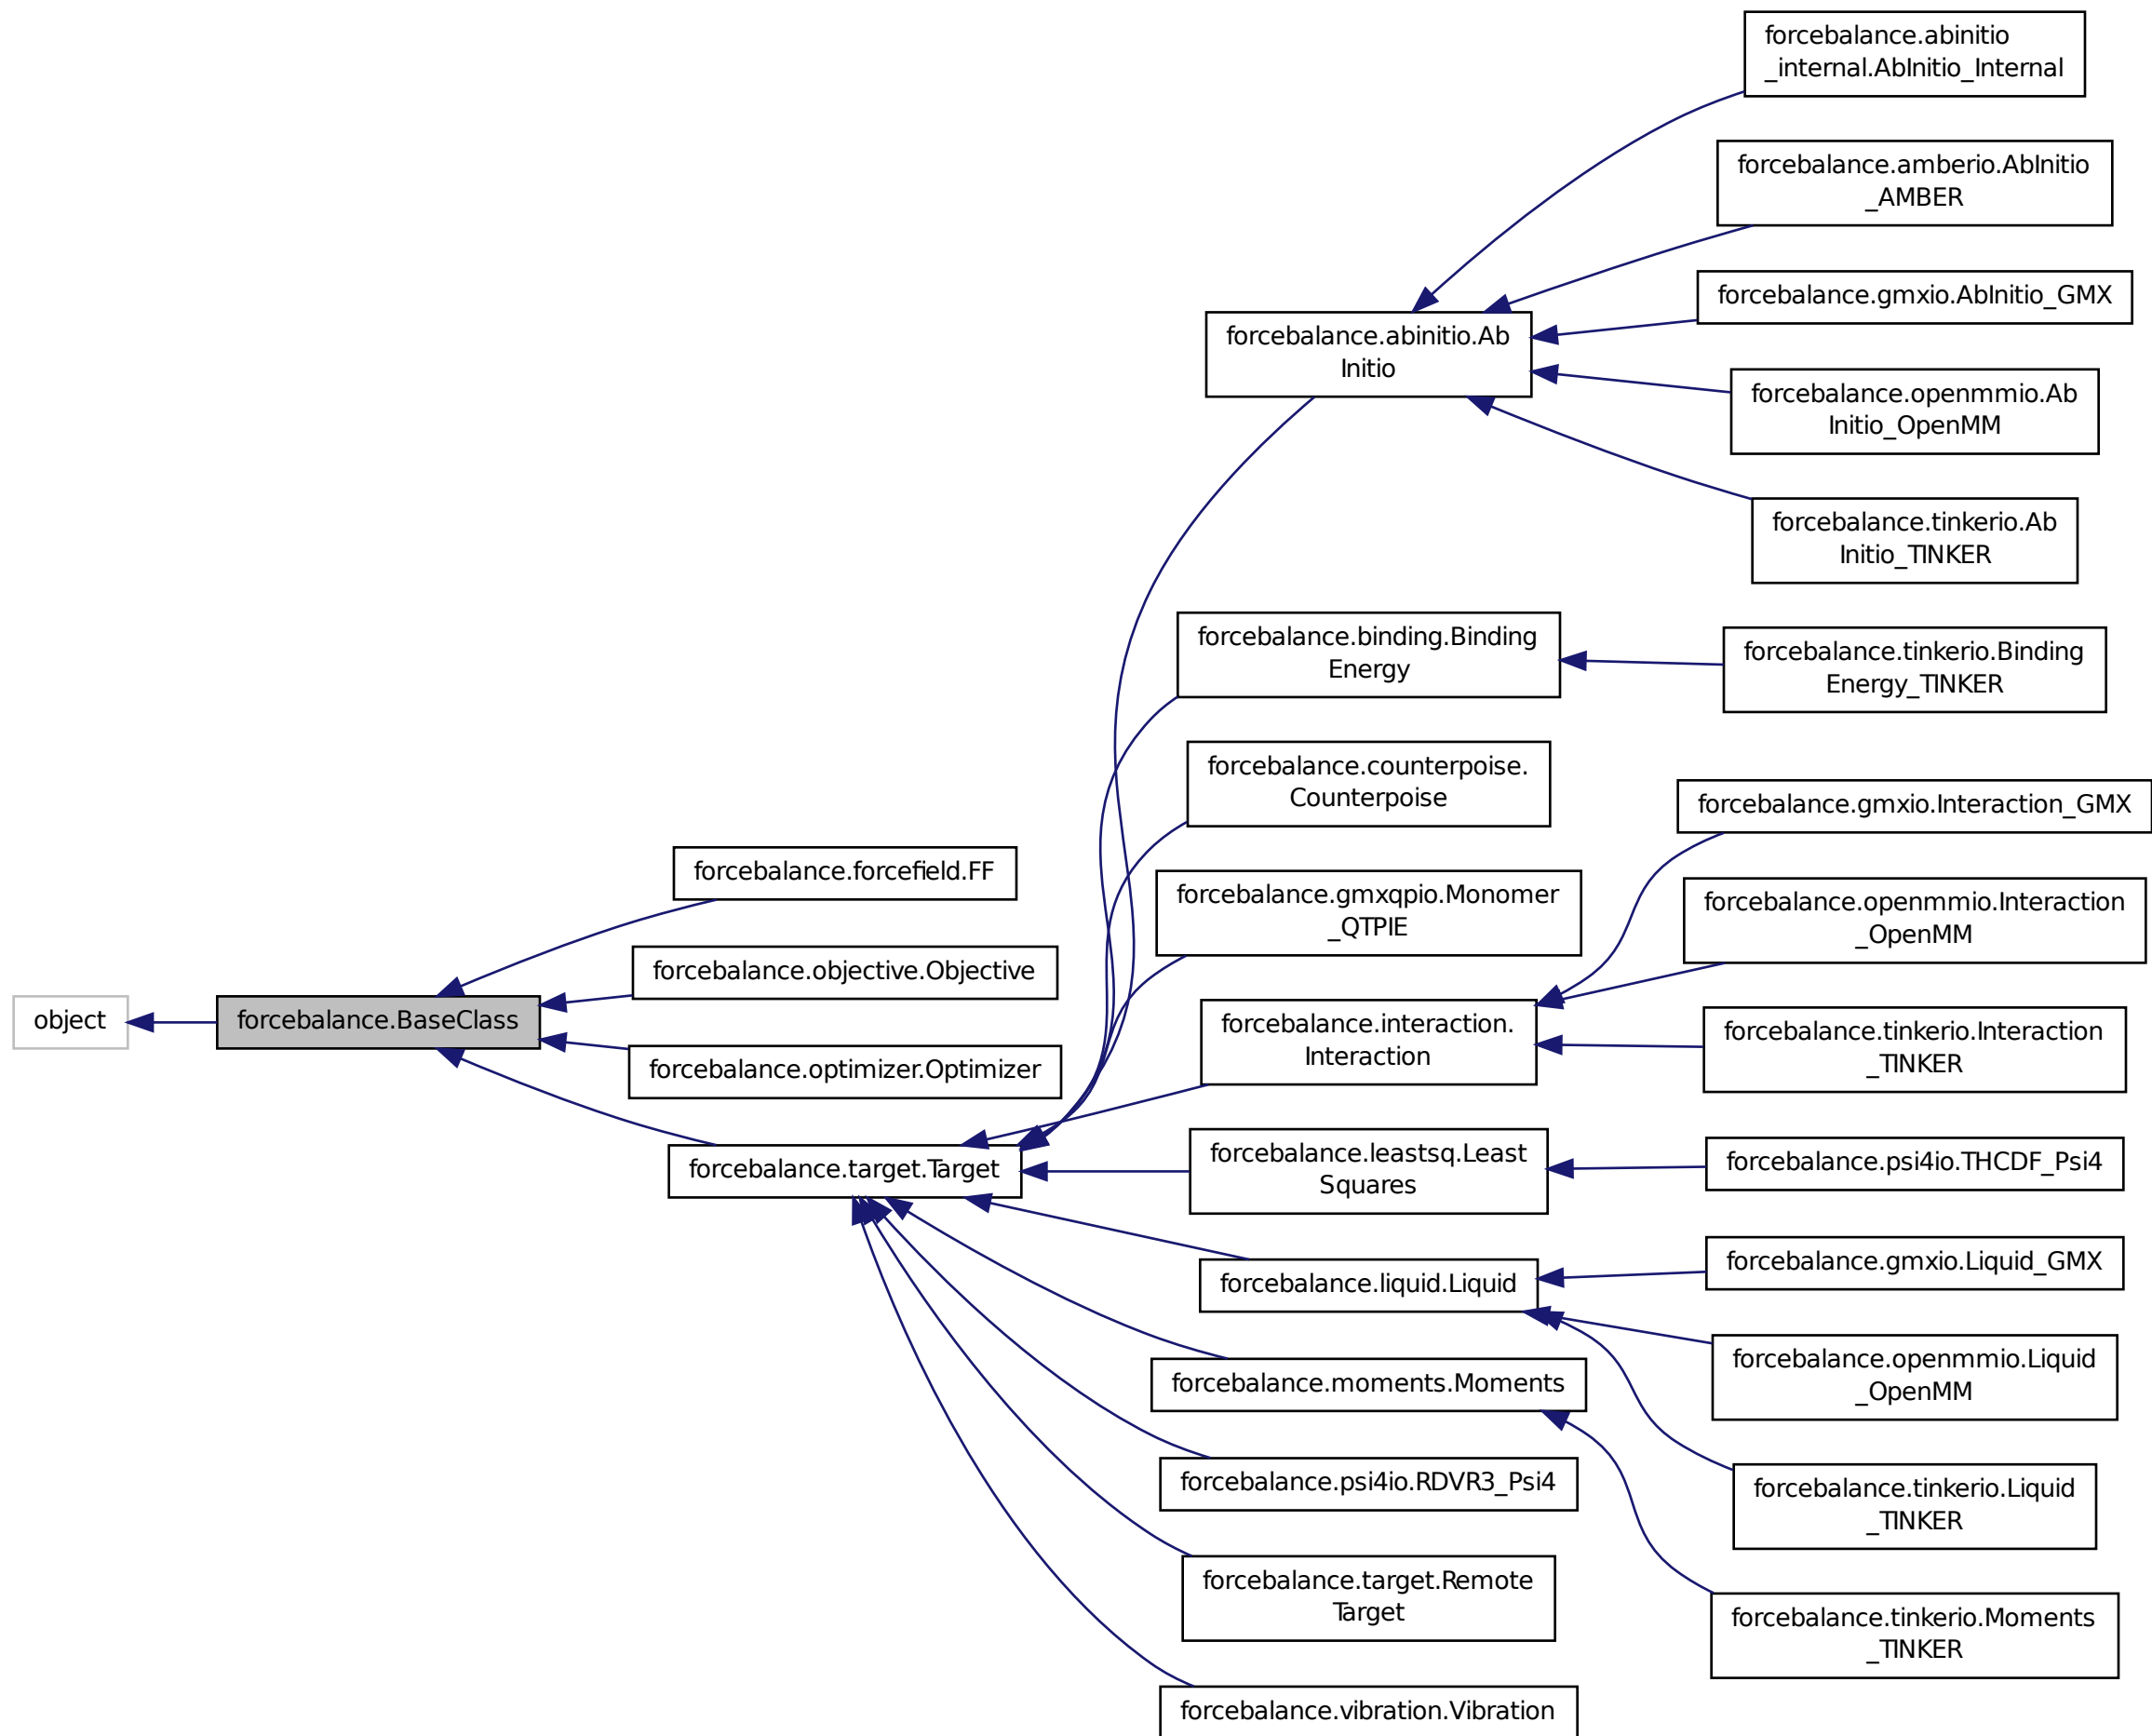 forcebalance.abinitio
_internal.AbInitio_Internal
forcebalance.amberio.AbInitio
_AMBER
forcebalance.gmxio.AbInitio_GMX
forcebalance.abinitio.Ab
Initio
forcebalance.openmmio.Ab
Initio_OpenMM
forcebalance.tinkerio.Ab
Initio_TINKER
forcebalance.binding.Binding
Energy
forcebalance.tinkerio.Binding
Energy_TINKER
forcebalance.counterpoise.
Counterpoise
forcebalance.gmxio.Interaction_GMX
forcebalance.forcefield.FF
forcebalance.gmxqpio.Monomer
_QTPIE
forcebalance.openmmio.Interaction
_OpenMM
forcebalance.objective.Objective
object
forcebalance.BaseClass
forcebalance.interaction.
Interaction
forcebalance.tinkerio.Interaction
_TINKER
forcebalance.optimizer.Optimizer
forcebalance.target.Target
forcebalance.leastsq.Least
Squares
forcebalance.psi4io.THCDF_Psi4
forcebalance.liquid.Liquid
forcebalance.gmxio.Liquid_GMX
forcebalance.openmmio.Liquid
_OpenMM
forcebalance.moments.Moments
forcebalance.psi4io.RDVR3_Psi4
forcebalance.tinkerio.Liquid
_TINKER
forcebalance.target.Remote
Target
forcebalance.tinkerio.Moments
_TINKER
forcebalance.vibration.Vibration